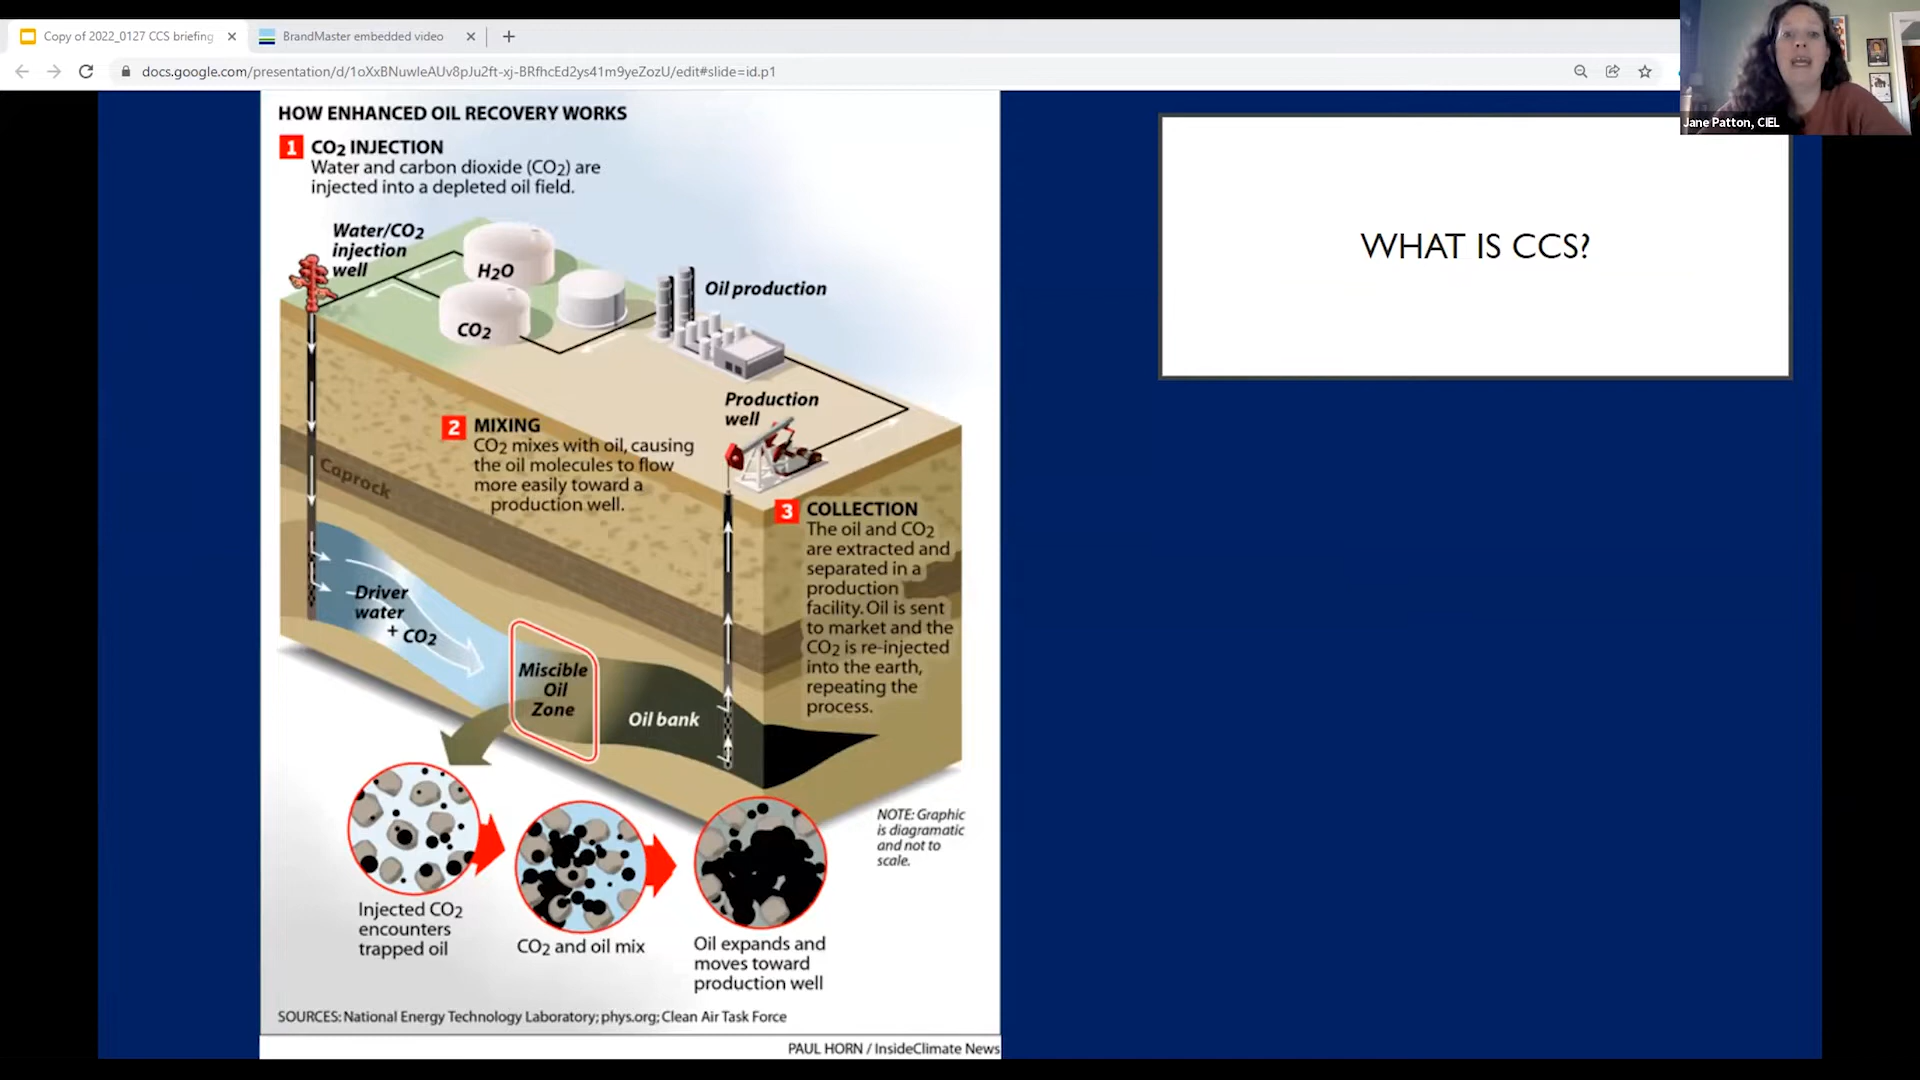 Copy of 2022_0127 CCS briefing
BrandMaster embedded video
docs.google.com/presentation/d/1oXxBNuwleAUv8pJu2ft-xj-BRfhcEd2ys41m9yeZozU/edit#slide=id.p1
Jane Patton, CIEL
HOW ENHANCED OIL RECOVERY WORKS
1 CO2 INJECTION
Water and carbon dioxide (CO2) are
injected into a depleted oil field.
Water/CO2
injection
well
H2O
CO2
Oil production
Production
well
2 MIXING
CO2 mixes with oil, causing
the oil molecules to flow
more easily toward a
production well.
Caprock
3 COLLECTION
The oil and CO2
are extracted and
separated in a
production
facility. Oil is sent
to market and the
CO2 is re-injected
into the earth,
repeating the
process.
Driver
water
+ CO2
Miscible
Oil
Zone
Oil bank
NOTE: Graphic
is diagramatic
and not to
scale.
Injected CO2
encounters
trapped oil
CO2 and oil mix
Oil expands and
moves toward
production well
SOURCES: National Energy Technology Laboratory; phys.org; Clean Air Task Force
PAUL HORN / InsideClimate News
WHAT IS CCS?